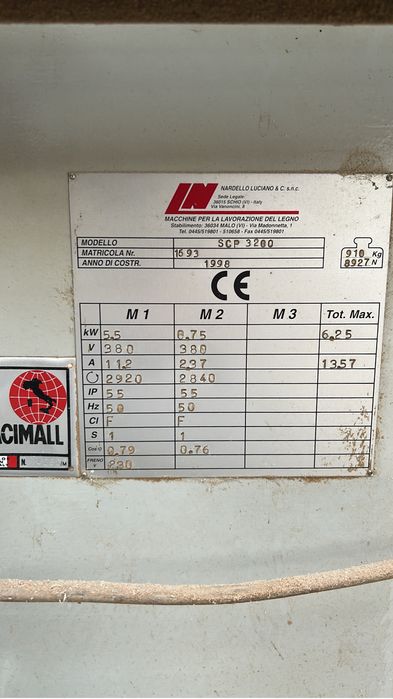 LN
NARDELLO LUCIANO & C. s.n.c.
Sede Legale:
36015 SCHIO (VI) - Italy
Via Vanoncini, 8
MACCHINE PER LA LAVORAZIONE DEL LEGNO
Stabilimento: 36034 MALO (VI) - Via Madonnetta, 1
Tel. 0445/519801 - 510658 - Fax 0445/519801
MODELLO SCP 3200
MATRICOLA Nr. 1693 910 Kg
ANNO DI COSTR. 1998 8927 N
CE
M 1 M 2 M 3 Tot. Max.
kW 5.5 0.75 6.25
V 380 380
A 11.2 2.37 13.57
2920 2840
IP 55 55
Hz 50 50
Cl F F
S 1 1
Cos φ 0.79 0.76
FRENO V 230
ACIMALL
N. /M